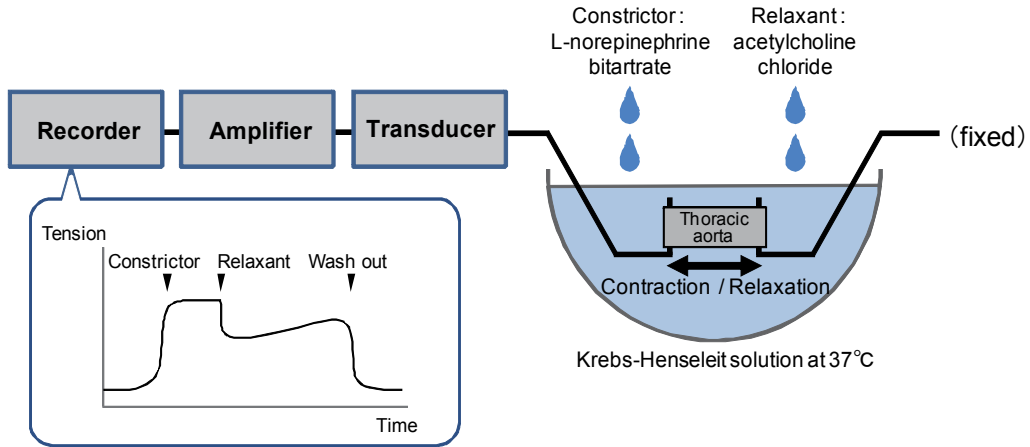 Constrictor :
L-norepinephrine
bitartrate
Relaxant :
acetylcholine
chloride
Recorder
Amplifier
Transducer
(fixed)
Thoracic
aorta
Contraction / Relaxation
Krebs-Henseleit solution at 37℃
Tension
Constrictor
Relaxant
Wash out
Time